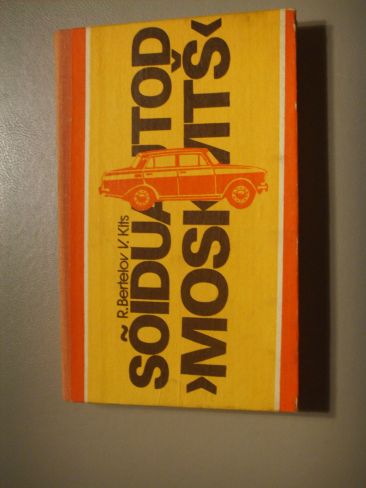 R. Bertelov V. Kits
SÕIDUAUTOD
›MOSKVITŠ‹